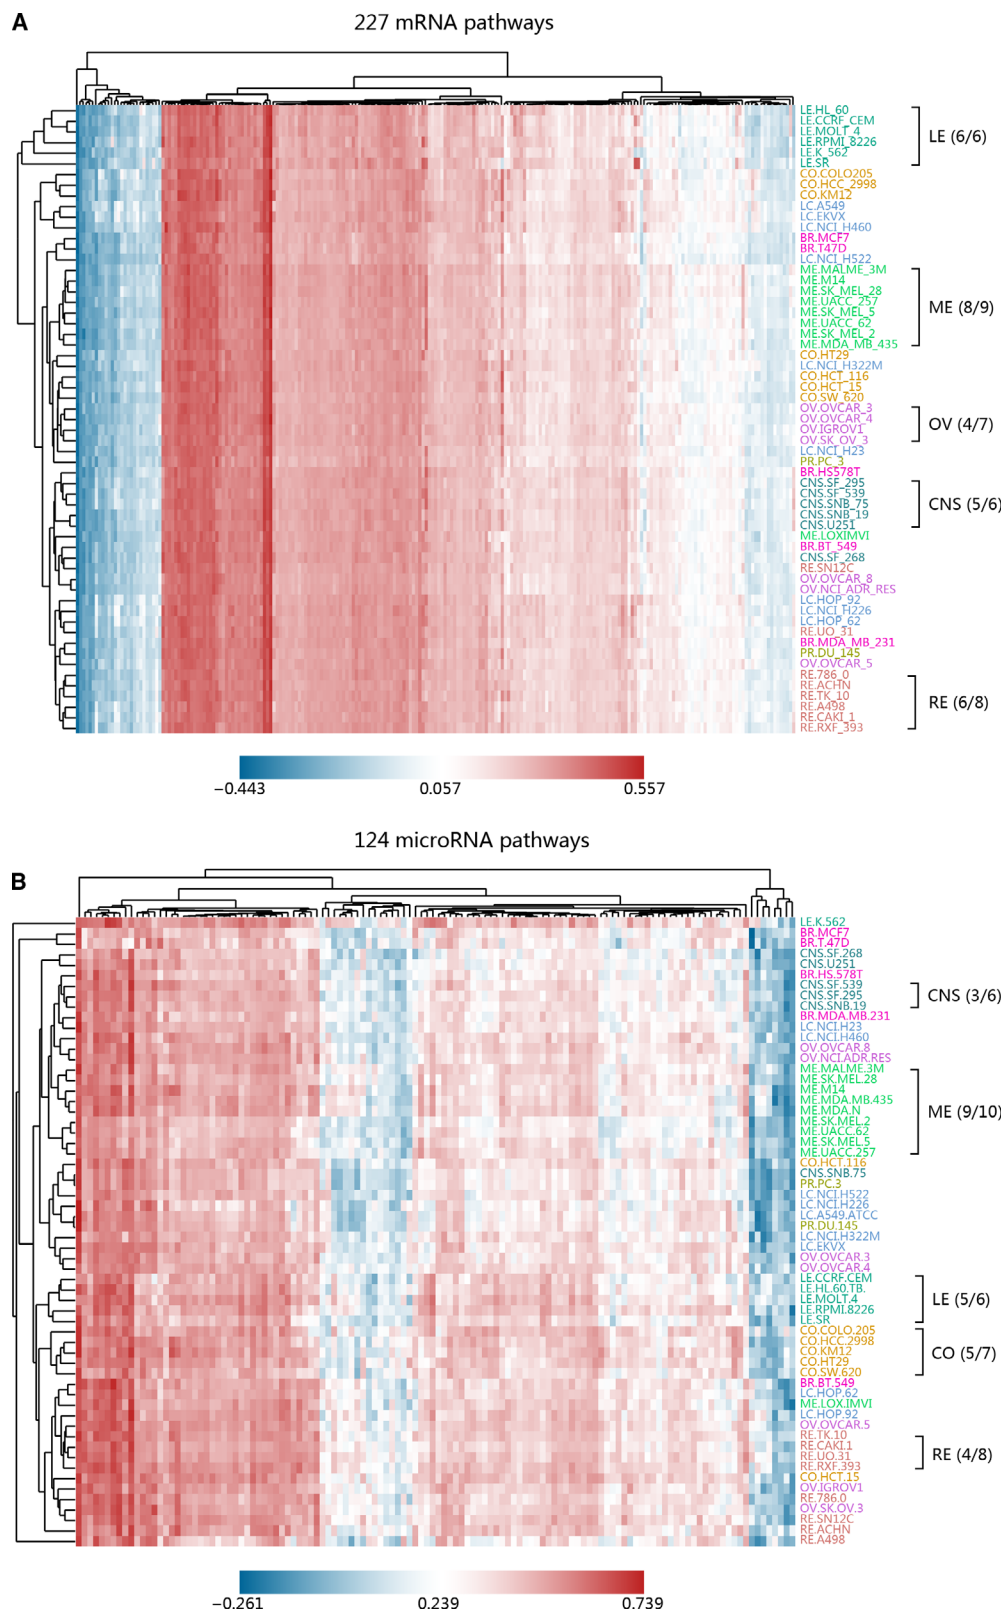 A
227 mRNA pathways
LE.HL_60
LE.CCRF_CEM
LE.MOLT_4
LE.RPMI_8226
LE.K_562
LE.SR
LE (6/6)
CO.COLO205
CO.HCC_2998
CO.KM12
LC.A549
LC.EKVX
LC.NCI_H460
BR.MCF7
BR.T47D
LC.NCI_H522
ME.MALME_3M
ME.M14
ME.SK_MEL_28
ME.UACC_257
ME.SK_MEL_5
ME.UACC_62
ME.SK_MEL_2
ME.MDA_MB_435
ME (8/9)
CO.HT29
LC.NCI_H322M
CO.HCT_116
CO.HCT_15
CO.SW_620
OV.OVCAR_3
OV.OVCAR_4
OV.IGROV1
OV.SK_OV_3
OV (4/7)
LC.NCI_H23
PR.PC_3
BR.HS578T
CNS.SF_295
CNS.SF_539
CNS.SNB_75
CNS.SNB_19
CNS.U251
CNS (5/6)
ME.LOXIMVI
BR.BT_549
CNS.SF_268
RE.SN12C
OV.OVCAR_8
OV.NCI_ADR_RES
LC.HOP_92
LC.NCI_H226
LC.HOP_62
RE.UO_31
BR.MDA_MB_231
PR.DU_145
OV.OVCAR_5
RE.786_0
RE.ACHN
RE.TK_10
RE.A498
RE.CAKI_1
RE.RXF_393
RE (6/8)
−0.443 0.057 0.557
124 microRNA pathways
B
LE.K.562
BR.MCF7
BR.T.47D
CNS.SF.268
CNS.U251
BR.HS.578T
CNS.SF.539
CNS.SF.295
CNS.SNB.19
CNS (3/6)
BR.MDA.MB.231
LC.NCI.H23
LC.NCI.H460
OV.OVCAR.8
OV.NCI.ADR.RES
ME.MALME.3M
ME.SK.MEL.28
ME.M14
ME.MDA.MB.435
ME.MDA.N
ME.SK.MEL.2
ME.UACC.62
ME.SK.MEL.5
ME.UACC.257
ME (9/10)
CO.HCT.116
CNS.SNB.75
PR.PC.3
LC.NCI.H522
LC.NCI.H226
LC.A549.ATCC
PR.DU.145
LC.NCI.H322M
LC.EKVX
OV.OVCAR.3
OV.OVCAR.4
LE.CCRF.CEM
LE.HL.60.TB.
LE.MOLT.4
LE.RPMI.8226
LE.SR
LE (5/6)
CO.COLO.205
CO.HCC.2998
CO.KM12
CO.HT29
CO.SW.620
CO (5/7)
BR.BT.549
LC.HOP.62
ME.LOX.IMVI
LC.HOP.92
OV.OVCAR.5
RE.TK.10
RE.CAKI.1
RE.UO.31
RE.RXF.393
RE (4/8)
CO.HCT.15
OV.IGROV1
RE.786.0
OV.SK.OV.3
RE.SN12C
RE.ACHN
RE.A498
−0.261 0.239 0.739